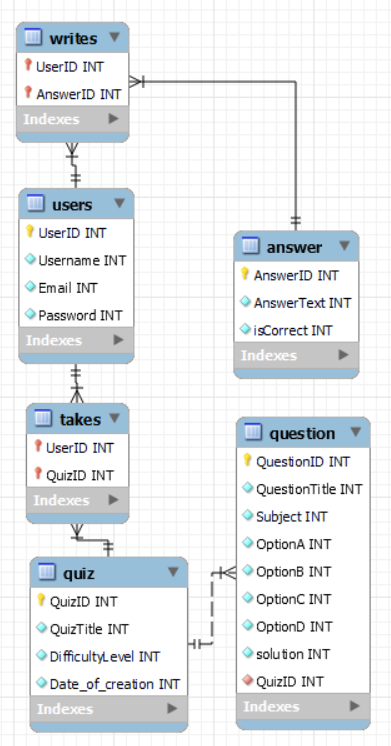 writes
UserID INT
AnswerID INT
Indexes
users
UserID INT
Username INT
Email INT
Password INT
Indexes
answer
AnswerID INT
AnswerText INT
isCorrect INT
Indexes
takes
UserID INT
QuizID INT
Indexes
question
QuestionID INT
QuestionTitle INT
Subject INT
OptionA INT
OptionB INT
OptionC INT
OptionD INT
solution INT
QuizID INT
Indexes
quiz
QuizID INT
QuizTitle INT
DifficultyLevel INT
Date_of_creation INT
Indexes